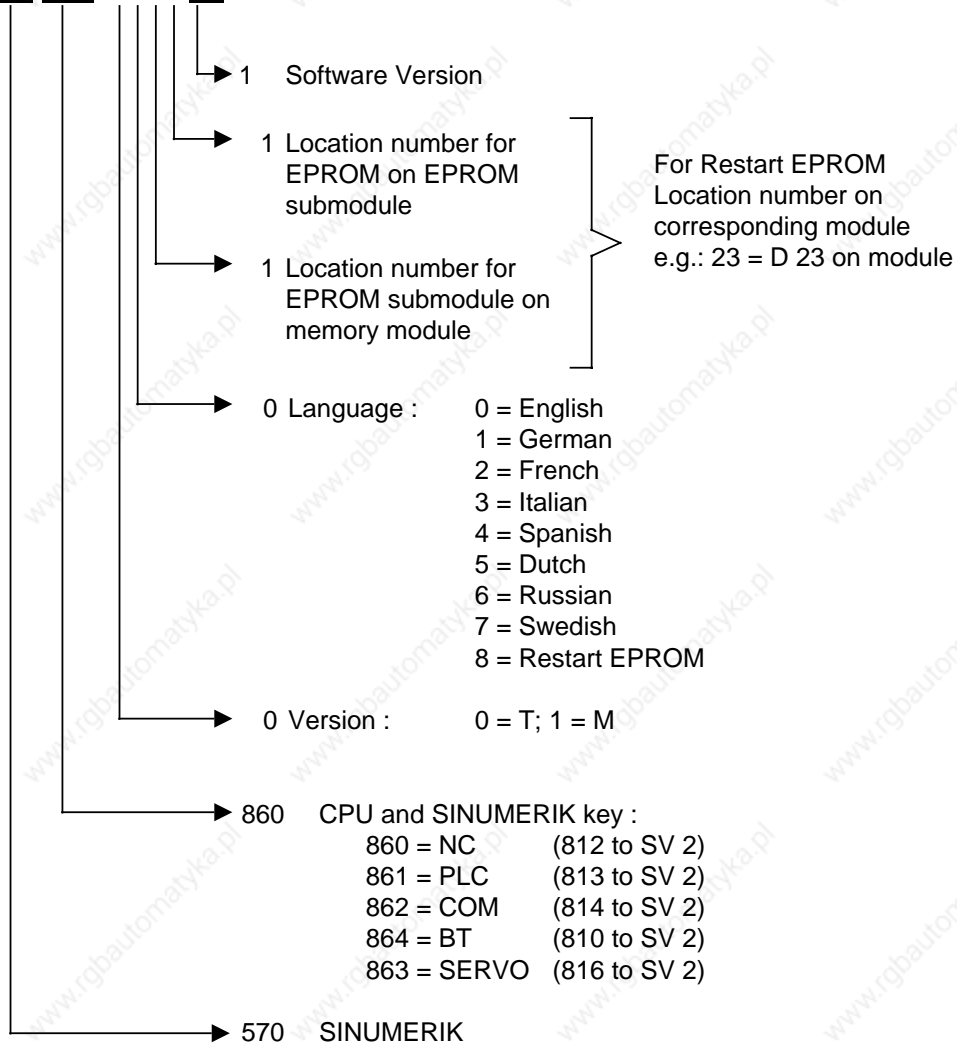 1 Software Version
1 Location number for
EPROM on EPROM
submodule
1 Location number for
EPROM submodule on
memory module
For Restart EPROM
Location number on
corresponding module
e.g.: 23 = D 23 on module
0 Language : 0 = English
1 = German
2 = French
3 = Italian
4 = Spanish
5 = Dutch
6 = Russian
7 = Swedish
8 = Restart EPROM
0 Version : 0 = T; 1 = M
860 CPU and SINUMERIK key :
860 = NC (812 to SV 2)
861 = PLC (813 to SV 2)
862 = COM (814 to SV 2)
864 = BT (810 to SV 2)
863 = SERVO (816 to SV 2)
570 SINUMERIK
www.rgbautomatyka.pl